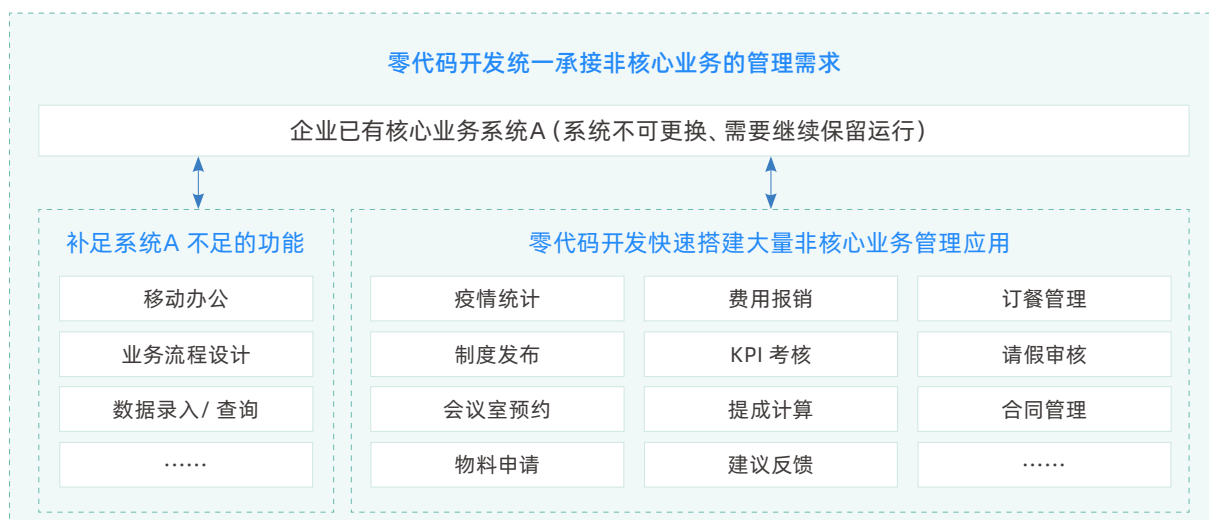 零代码开发统一承接非核心业务的管理需求
企业已有核心业务系统A（系统不可更换、需要继续保留运行）
补足系统A 不足的功能
移动办公
业务流程设计
数据录入/ 查询
……
零代码开发快速搭建大量非核心业务管理应用
疫情统计
费用报销
订餐管理
制度发布
KPI 考核
请假审核
会议室预约
提成计算
合同管理
物料申请
建议反馈
……